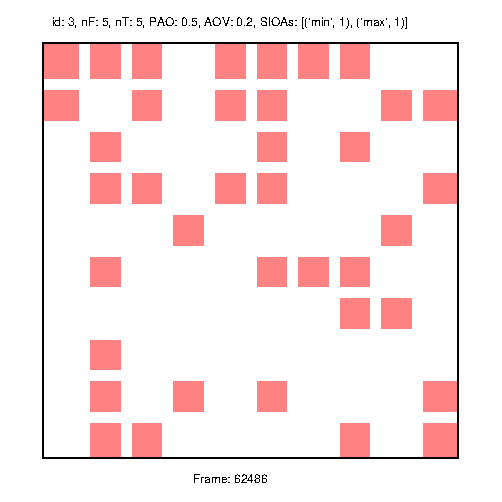 id: 3, nF: 5, nT: 5, PAO: 0.5, AOV: 0.2, SIOAs: [('min', 1), ('max', 1)]
Frame: 62486